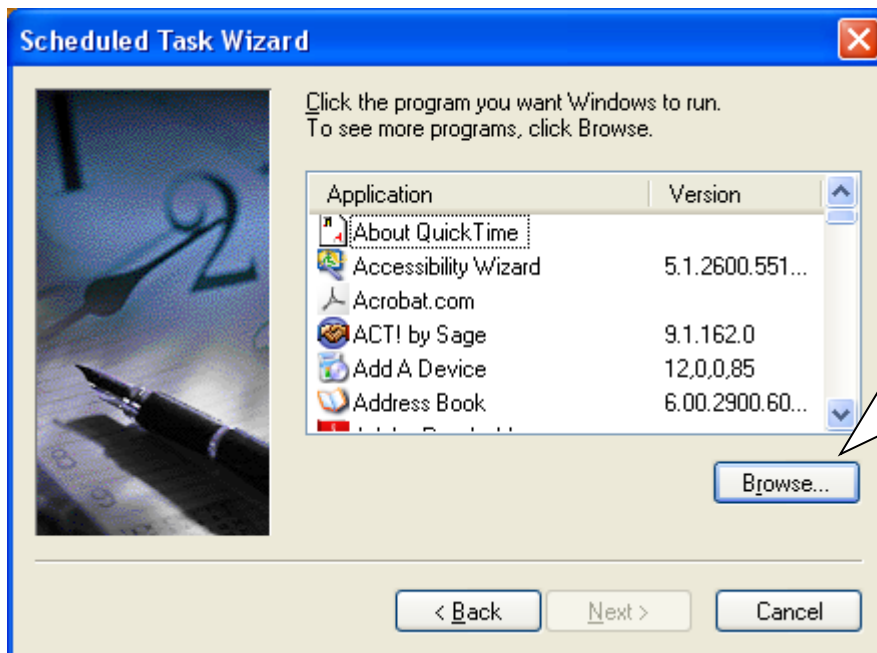 Scheduled Task Wizard
Click the program you want Windows to run.
To see more programs, click Browse.
Application Version
About QuickTime
Accessibility Wizard 5.1.2600.551...
Acrobat.com
ACT! by Sage 9.1.162.0
Add A Device 12,0,0,85
Address Book 6.00.2900.60...
Browse...
< Back Next > Cancel